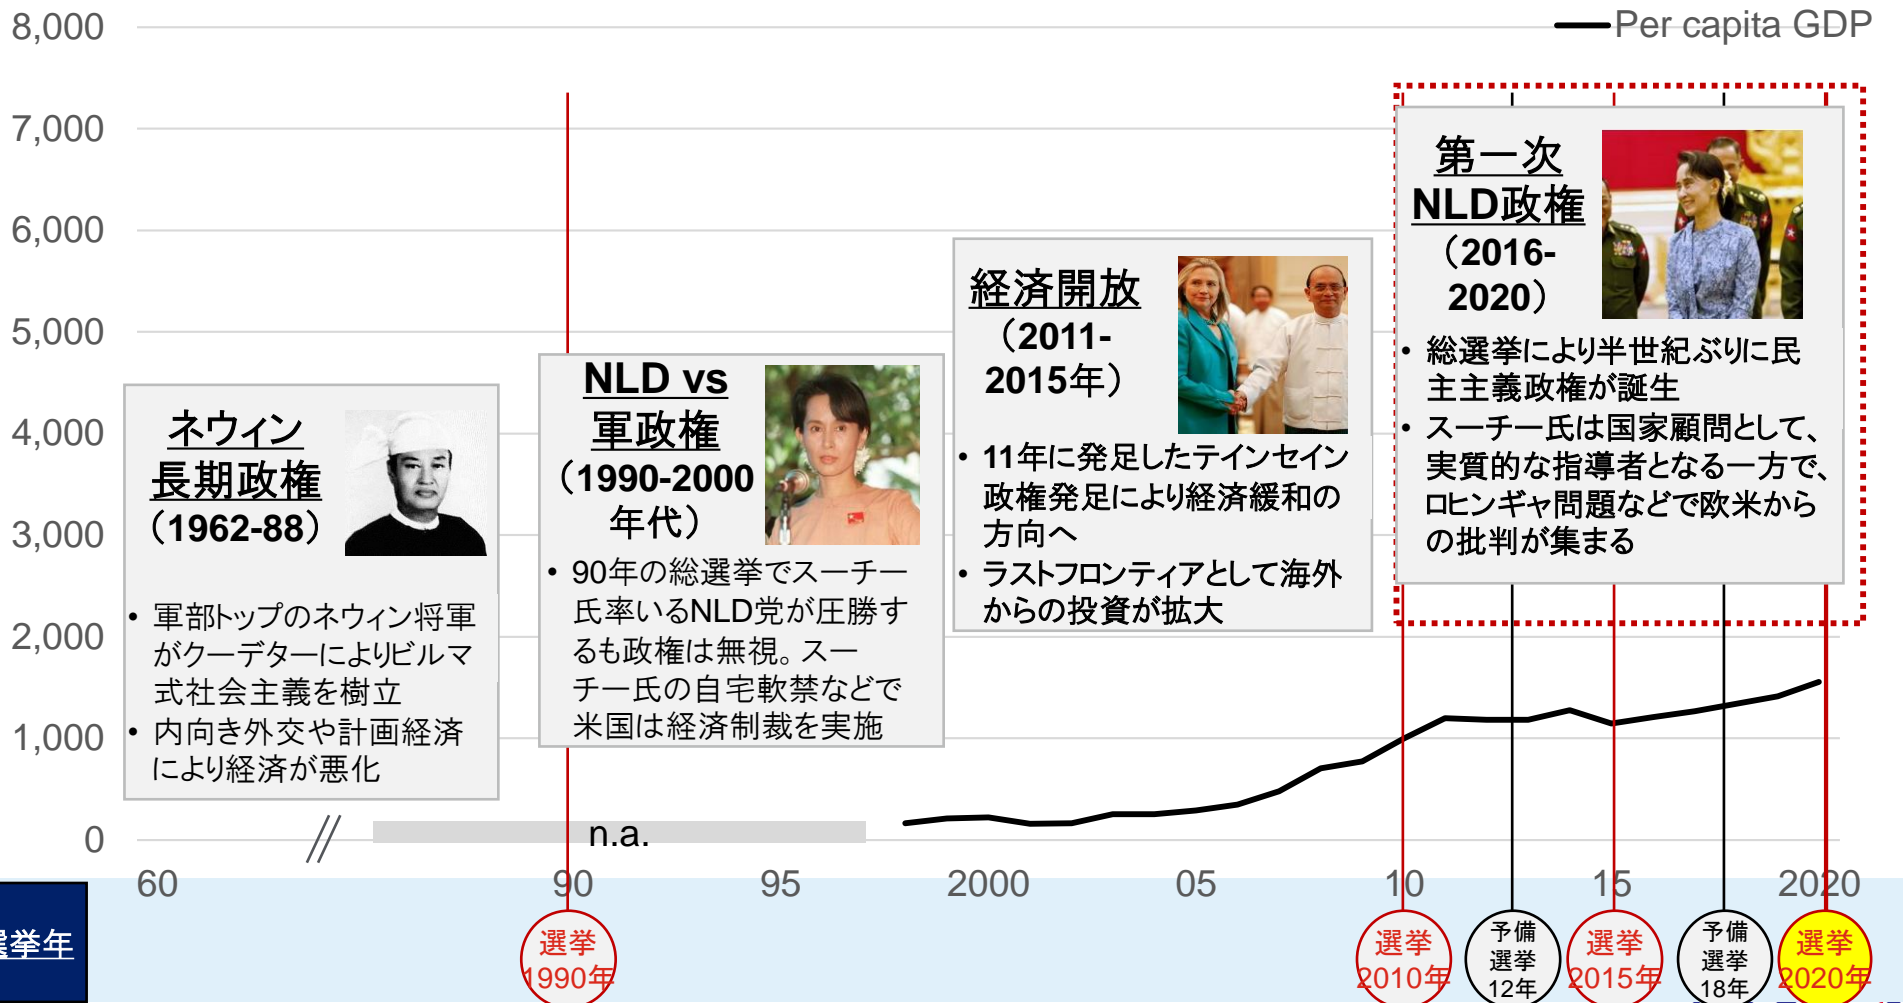 Per capita GDP
8,000
7,000
6,000
5,000
4,000
3,000
2,000
1,000
0
ネウィン
長期政権
（1962-88）
• 軍部トップのネウィン将軍
がクーデターによりビルマ
式社会主義を樹立
• 内向き外交や計画経済
により経済が悪化
NLD vs
軍政権
（1990-2000
年代）
• 90年の総選挙でスーチー
氏率いるNLD党が圧勝す
るも政権は無視。スー
チー氏の自宅軟禁などで
米国は経済制裁を実施
経済開放
（2011-
2015年）
• 11年に発足したテインセイン
政権発足により経済緩和の
方向へ
• ラストフロンティアとして海外
からの投資が拡大
第一次
NLD政権
（2016-
2020）
• 総選挙により半世紀ぶりに民
主主義政権が誕生
• スーチー氏は国家顧問として、
実質的な指導者となる一方で、
ロヒンギャ問題などで欧米から
の批判が集まる
n.a.
60 90 95 2000 05 10 15 2020
選挙年
選挙
1990年
選挙
2010年
予備
選挙
12年
選挙
2015年
予備
選挙
18年
選挙
2020年